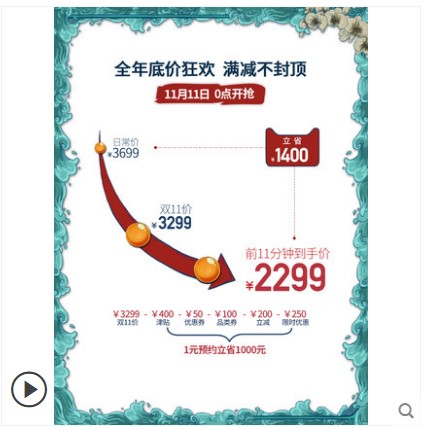 全年底价狂欢 满减不封顶
11月11日 0点开抢
日常价
¥3699
立省
¥1400
双11价
¥3299
前11分钟到手价
¥2299
¥3299 - ¥400 - ¥50 - ¥100 - ¥200 - ¥250
双11价 津贴 优惠券 品类券 立减 限时优惠
1元预约立省1000元